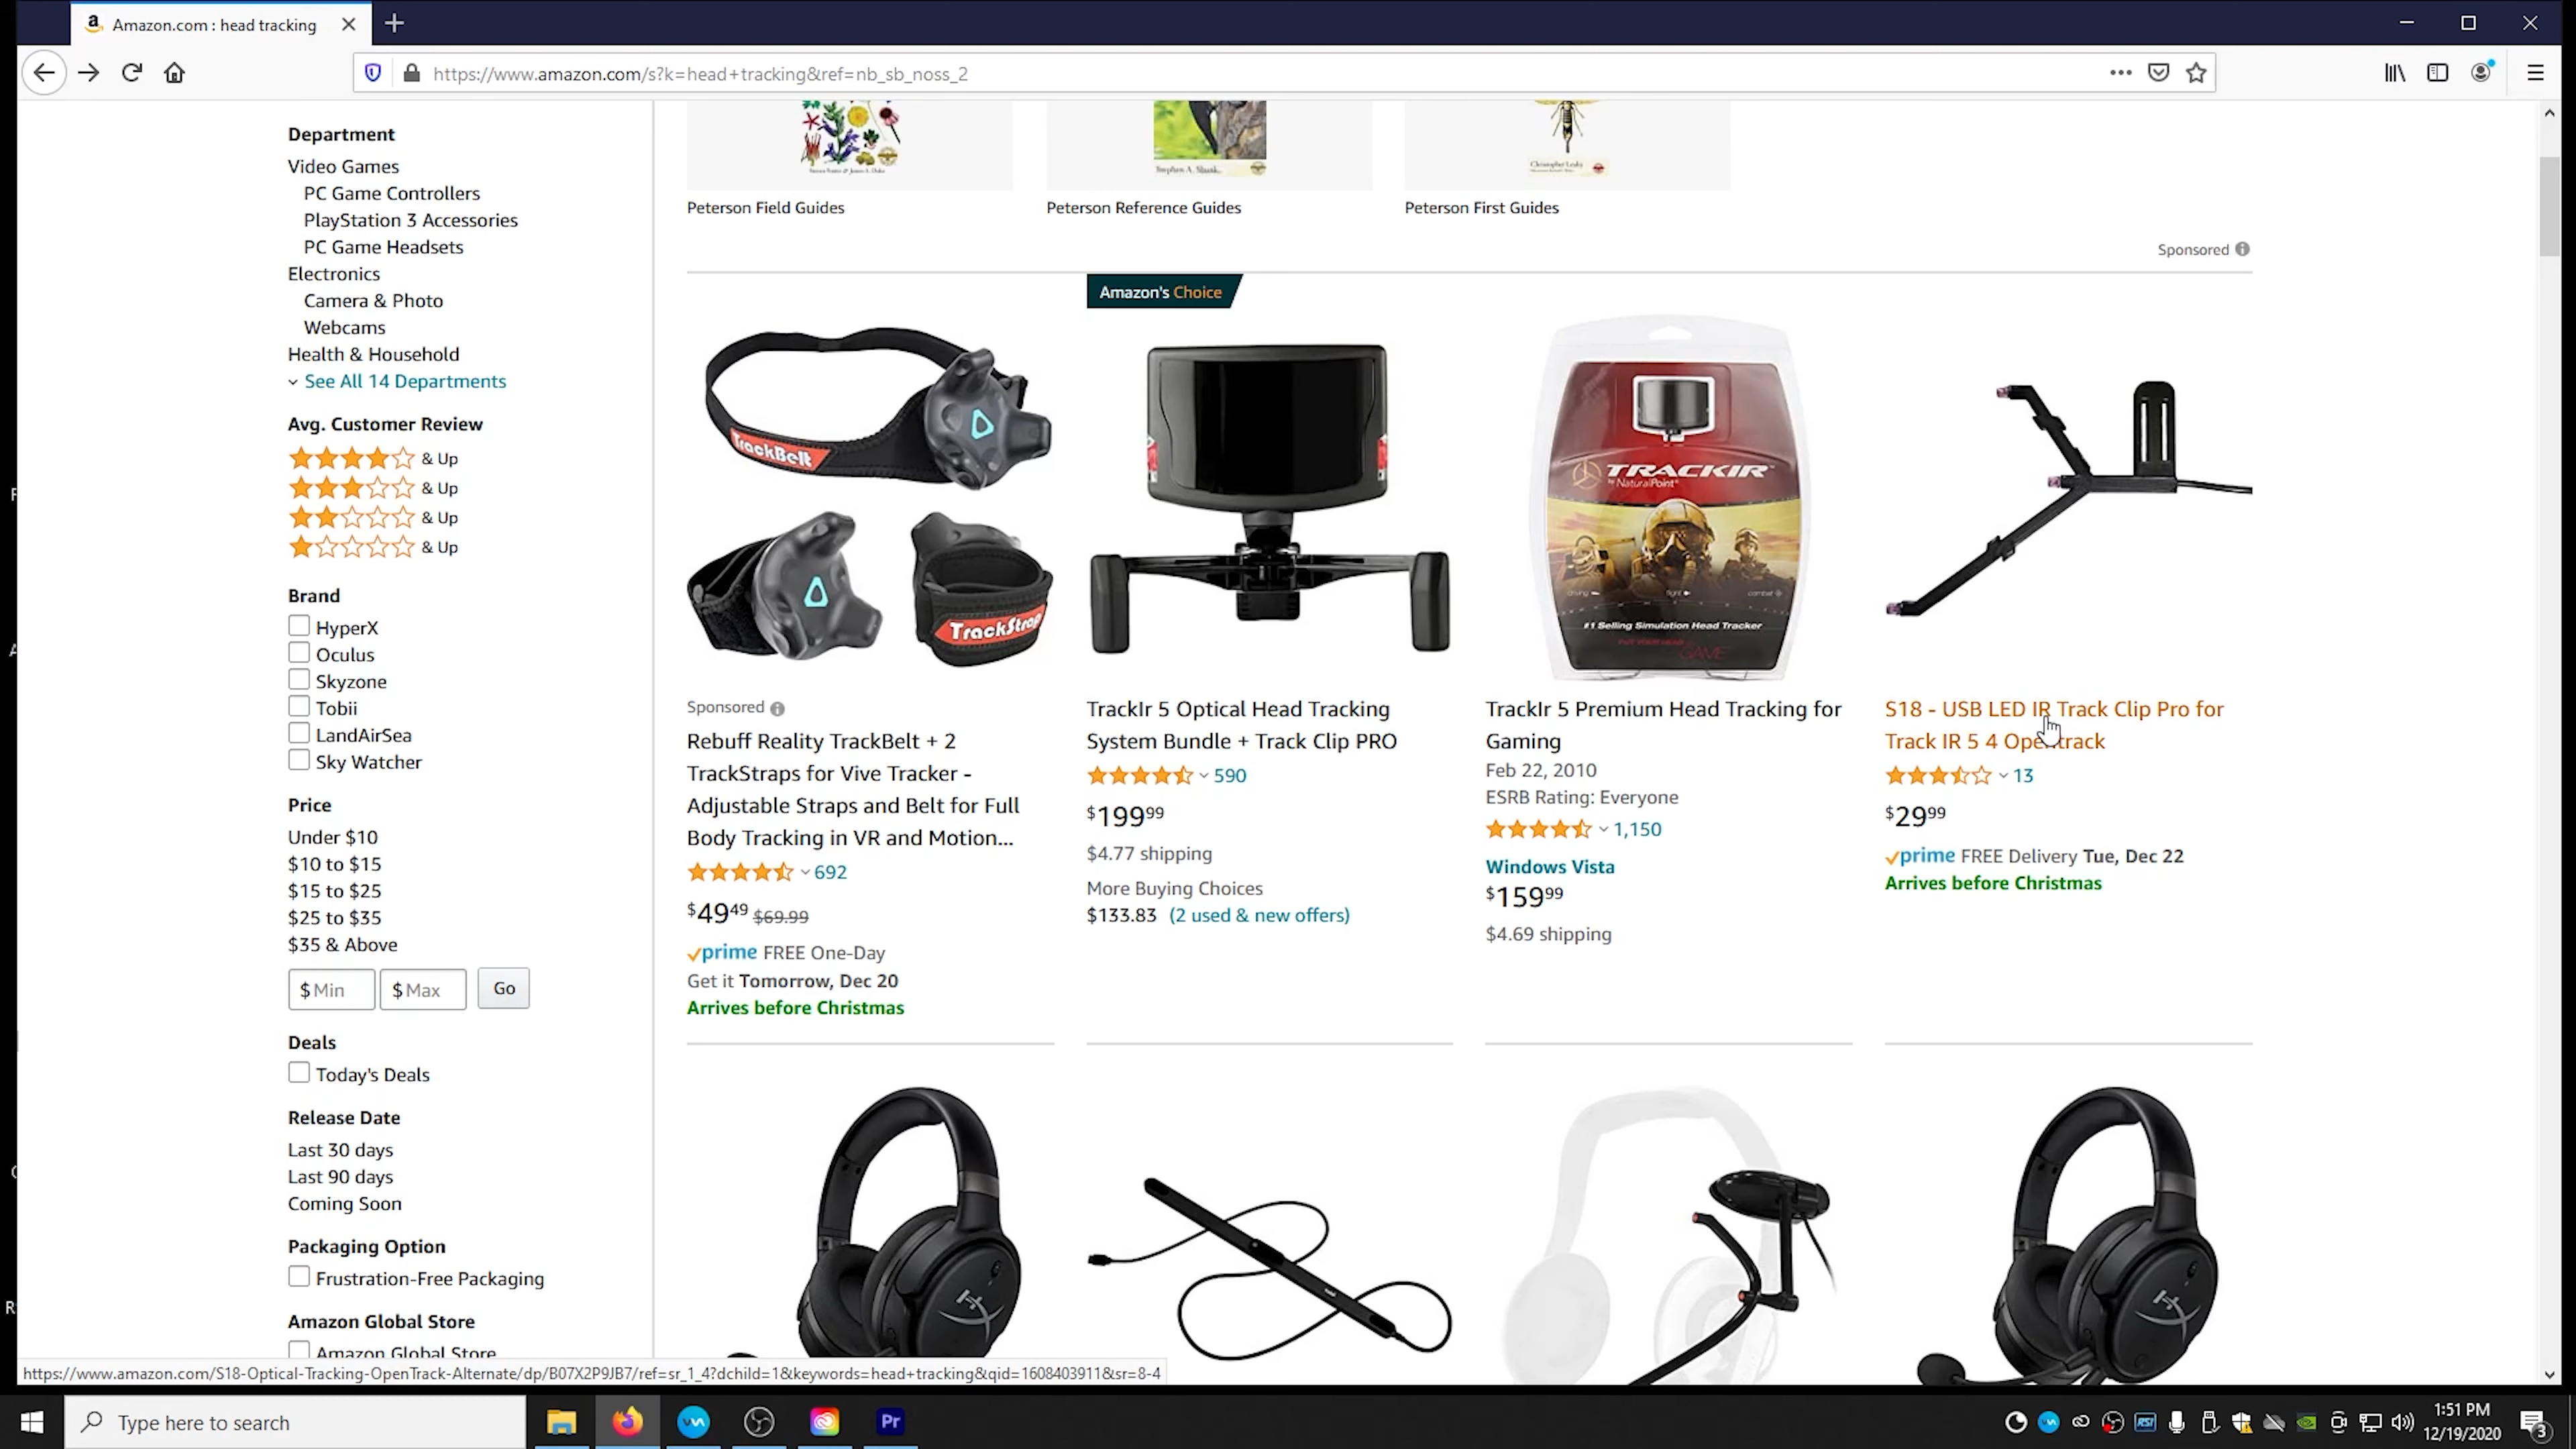 Amazon.com : head tracking
https://www.amazon.com/s?k=head+tracking&ref=nb_sb_noss_2
Department
Video Games
PC Game Controllers
PlayStation 3 Accessories
PC Game Headsets
Electronics
Camera & Photo
Webcams
Health & Household
See All 14 Departments
Avg. Customer Review
& Up
& Up
& Up
& Up
Brand
HyperX
Oculus
Skyzone
Tobii
LandAirSea
Sky Watcher
Price
Under $10
$10 to $15
$15 to $25
$25 to $35
$35 & Above
$ Min
$ Max
Go
Deals
Today's Deals
Release Date
Last 30 days
Last 90 days
Coming Soon
Packaging Option
Frustration-Free Packaging
Amazon Global Store
Amazon Global Store
Peterson Field Guides
Peterson Reference Guides
Peterson First Guides
Sponsored
Amazon's Choice
TrackBelt
TrackStrap
Sponsored
Rebuff Reality TrackBelt + 2
TrackStraps for Vive Tracker -
Adjustable Straps and Belt for Full
Body Tracking in VR and Motion...
692
$49 49 $69.99
prime FREE One-Day
Get it Tomorrow, Dec 20
Arrives before Christmas
TrackIr 5 Optical Head Tracking
System Bundle + Track Clip PRO
590
$199 99
$4.77 shipping
More Buying Choices
$133.83 (2 used & new offers)
TRACKIR
by NaturalPoint
#1 Selling Simulation Head Tracker
TrackIr 5 Premium Head Tracking for
Gaming
Feb 22, 2010
ESRB Rating: Everyone
1,150
Windows Vista
$159 99
$4.69 shipping
S18 - USB LED IR Track Clip Pro for
Track IR 5 4 Opentrack
13
$29 99
prime FREE Delivery Tue, Dec 22
Arrives before Christmas
https://www.amazon.com/S18-Optical-Tracking-OpenTrack-Alternate/dp/B07X2P9JB7/ref=sr_1_4?dchild=1&keywords=head+tracking&qid=1608403911&sr=8-4
Type here to search
Pr
RSI
1:51 PM
12/19/2020
3